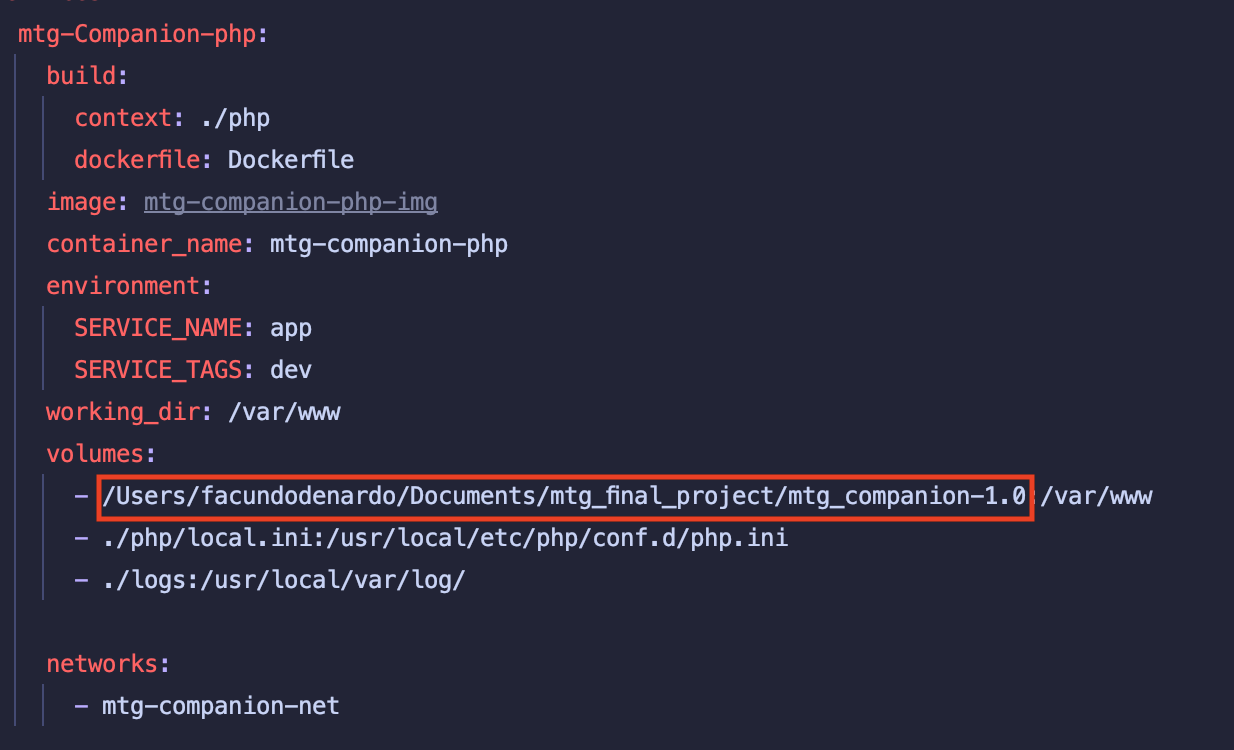 mtg-Companion-php:
build:
context: ./php
dockerfile: Dockerfile
image: mtg-companion-php-img
container_name: mtg-companion-php
environment:
SERVICE_NAME: app
SERVICE_TAGS: dev
working_dir: /var/www
volumes:
- /Users/facundodenardo/Documents/mtg_final_project/mtg_companion-1.0:/var/www
- ./php/local.ini:/usr/local/etc/php/conf.d/php.ini
- ./logs:/usr/local/var/log/
networks:
- mtg-companion-net